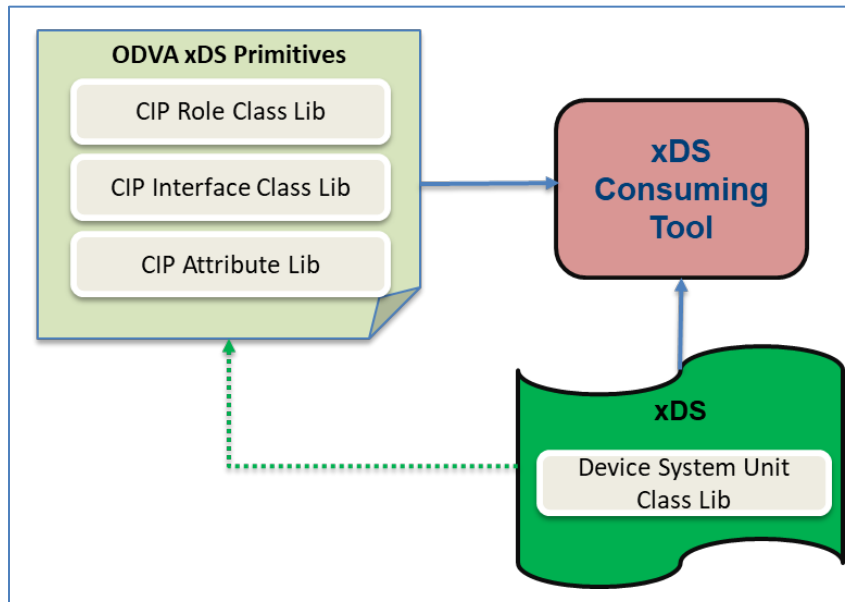 ODVA xDS Primitives
CIP Role Class Lib
CIP Interface Class Lib
CIP Attribute Lib
xDS
Consuming
Tool
xDS
Device System Unit
Class Lib